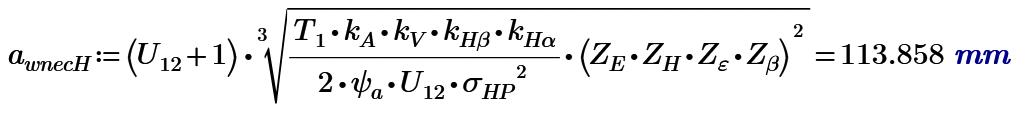 a_wnecH := (U_12 + 1) · ∛(T_1 · k_A · k_V · k_Hβ · k_Hα / (2 · ψ_a · U_12 · σ_HP^2) · (Z_E · Z_H · Z_ε · Z_β)^2) = 113.858 mm